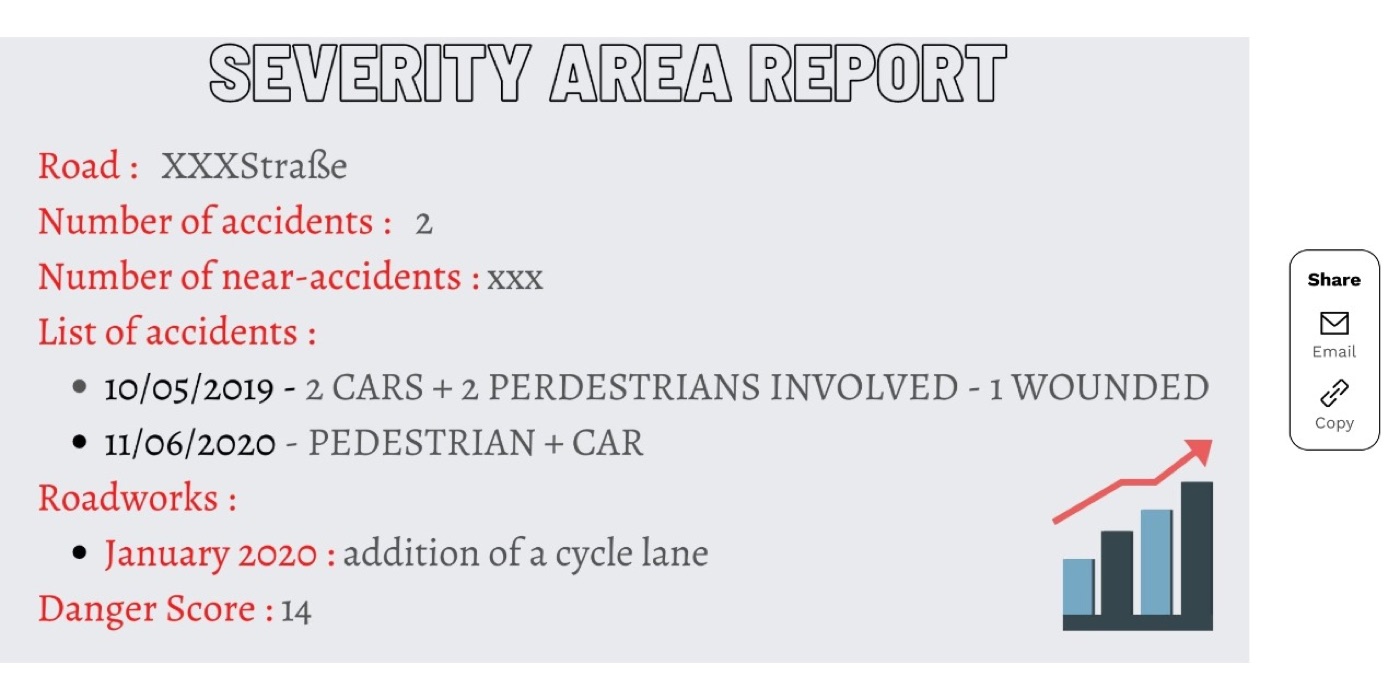 SEVERITY AREA REPORT
Road : XXXStraße
Number of accidents : 2
Number of near-accidents : xxx
List of accidents :
• 10/05/2019 - 2 CARS + 2 PERDESTRIANS INVOLVED - 1 WOUNDED
• 11/06/2020 - PEDESTRIAN + CAR
Roadworks :
• January 2020 : addition of a cycle lane
Danger Score : 14
Share
Email
Copy